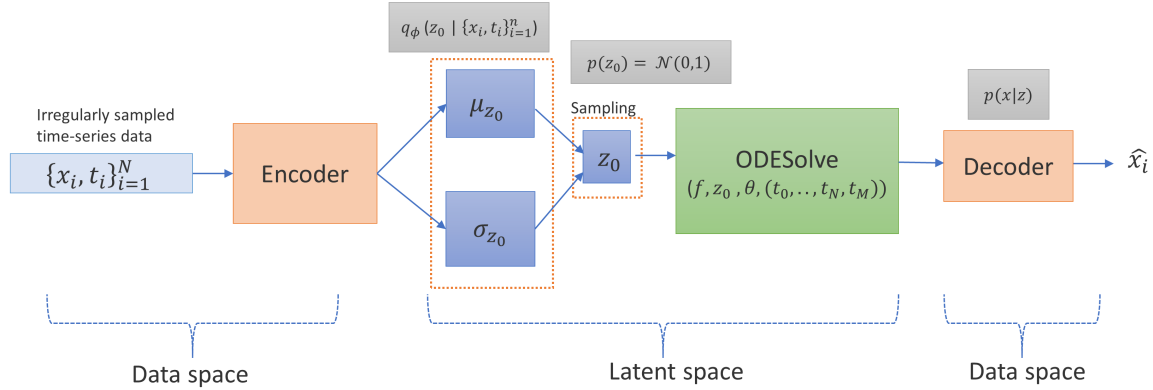 q_ϕ(z_0 | {x_i, t_i}_{i=1}^n)
p(z_0) = 𝒩(0,1)
p(x|z)
Irregularly sampled
time-series data
{x_i, t_i}_{i=1}^N
Encoder
μ_{z_0}
σ_{z_0}
Sampling
z_0
ODESolve
(f, z_0 , θ, (t_0, . . , t_N, t_M))
Decoder
x̂_i
Data space
Latent space
Data space